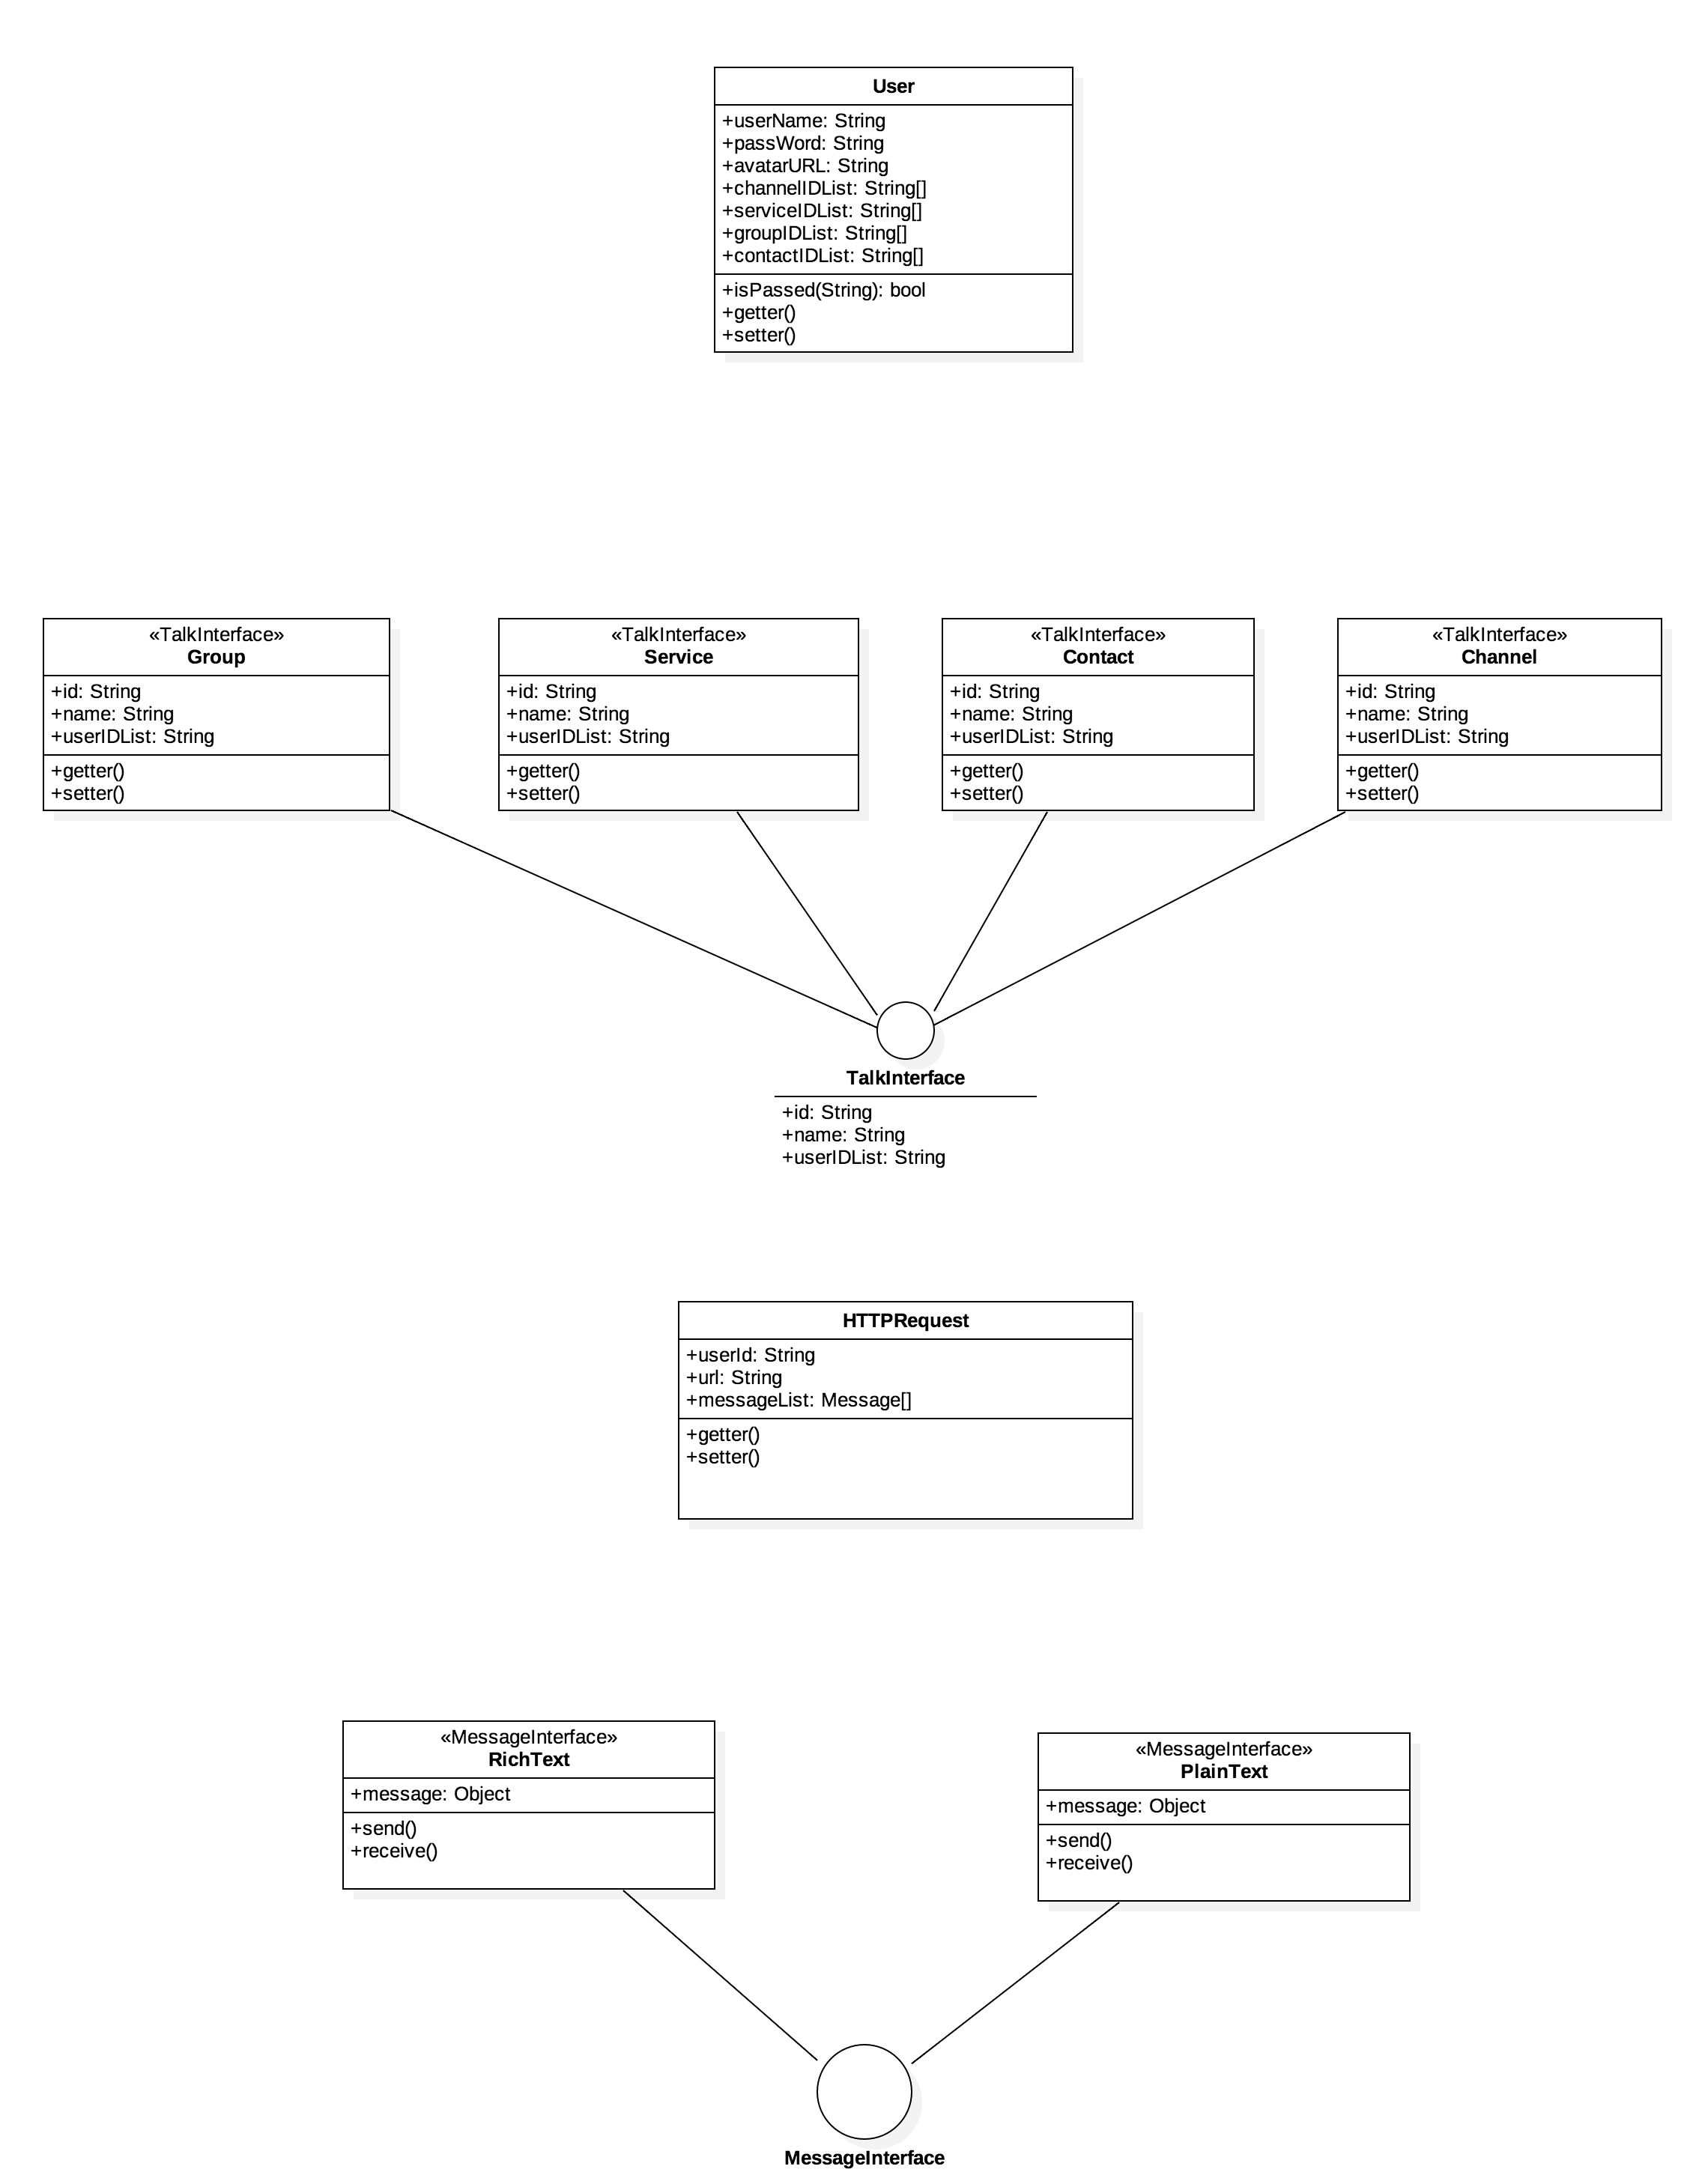 User
+userName: String
+passWord: String
+avatarURL: String
+channelIDList: String[]
+serviceIDList: String[]
+groupIDList: String[]
+contactIDList: String[]
+isPassed(String): bool
+getter()
+setter()
«TalkInterface»
Group
+id: String
+name: String
+userIDList: String
+getter()
+setter()
«TalkInterface»
Service
+id: String
+name: String
+userIDList: String
+getter()
+setter()
«TalkInterface»
Contact
+id: String
+name: String
+userIDList: String
+getter()
+setter()
«TalkInterface»
Channel
+id: String
+name: String
+userIDList: String
+getter()
+setter()
TalkInterface
+id: String
+name: String
+userIDList: String
HTTPRequest
+userId: String
+url: String
+messageList: Message[]
+getter()
+setter()
«MessageInterface»
RichText
+message: Object
+send()
+receive()
«MessageInterface»
PlainText
+message: Object
+send()
+receive()
MessageInterface